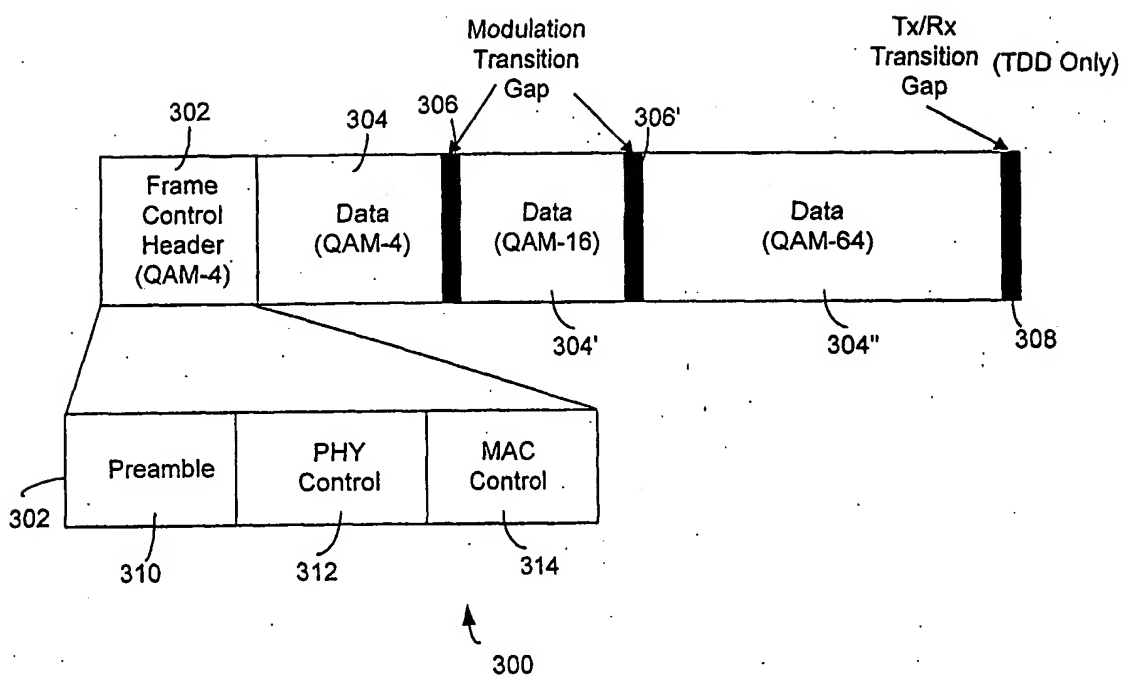 Modulation
Transition
Gap
Tx/Rx
Transition (TDD Only)
Gap
302
304
306
306'
Frame
Control
Header
(QAM-4)
Data
(QAM-4)
Data
(QAM-16)
Data
(QAM-64)
304'
304"
308
Preamble
PHY
Control
MAC
Control
302
310
312
314
300